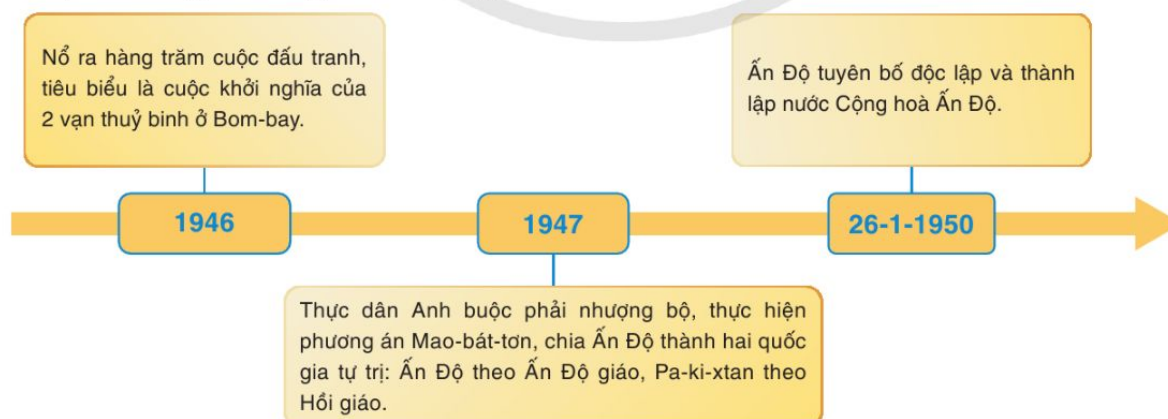 Nổ ra hàng trăm cuộc đấu tranh,
tiêu biểu là cuộc khởi nghĩa của
2 vạn thuỷ binh ở Bom-bay.
Ấn Độ tuyên bố độc lập và thành
lập nước Cộng hoà Ấn Độ.
1946
1947
26-1-1950
Thực dân Anh buộc phải nhượng bộ, thực hiện
phương án Mao-bát-tơn, chia Ấn Độ thành hai quốc
gia tự trị: Ấn Độ theo Ấn Độ giáo, Pa-ki-xtan theo
Hồi giáo.